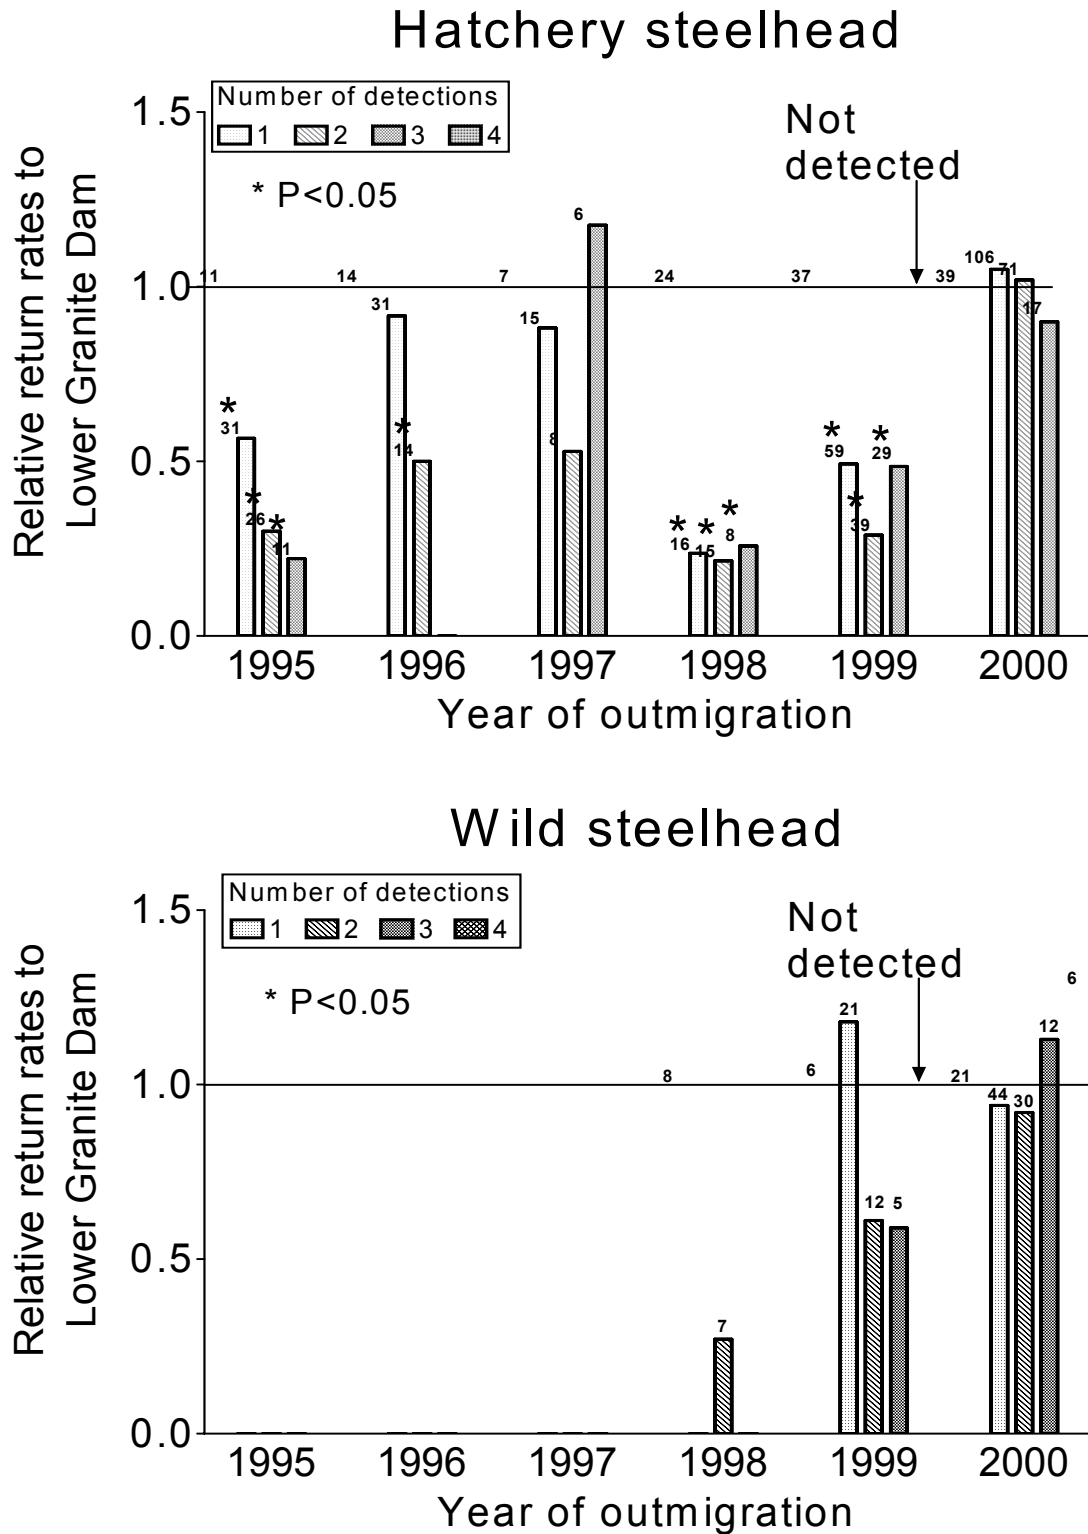 Hatchery steelhead
Relative return rates to
Lower Granite Dam
Number of detections
1 2 3 4
* P<0.05
Not
detected
1.5
1.0
0.5
0.0
11 14 7 24 37 39
* 31
* 26
* 11
31
* 14
15
8
6
* 16
* 15
* 8
* 59
* 39
* 29
106
71
17
1995 1996 1997 1998 1999 2000
Year of outmigration
Wild steelhead
Relative return rates to
Lower Granite Dam
Number of detections
1 2 3 4
* P<0.05
Not
detected
1.5
1.0
0.5
0.0
8 6 21
7
21
12
5
44
30
12
6
1995 1996 1997 1998 1999 2000
Year of outmigration